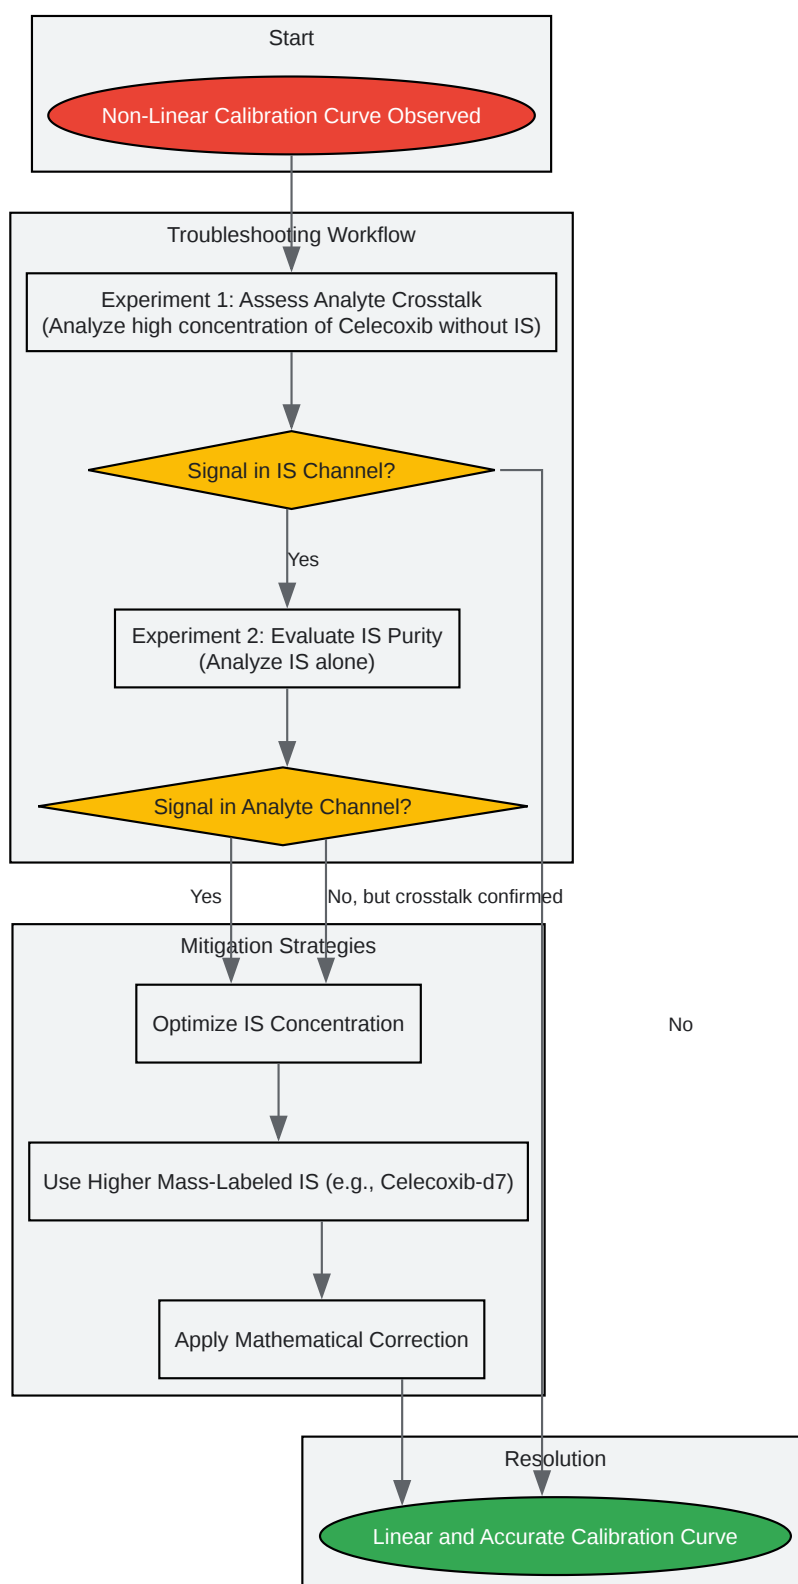 Start
Non-Linear Calibration Curve Observed
Troubleshooting Workflow
Experiment 1: Assess Analyte Crosstalk
(Analyze high concentration of Celecoxib without IS)
Signal in IS Channel?
Yes
Experiment 2: Evaluate IS Purity
(Analyze IS alone)
Signal in Analyte Channel?
Yes
No, but crosstalk confirmed
Mitigation Strategies
Optimize IS Concentration
No
Use Higher Mass-Labeled IS (e.g., Celecoxib-d7)
Apply Mathematical Correction
Resolution
Linear and Accurate Calibration Curve